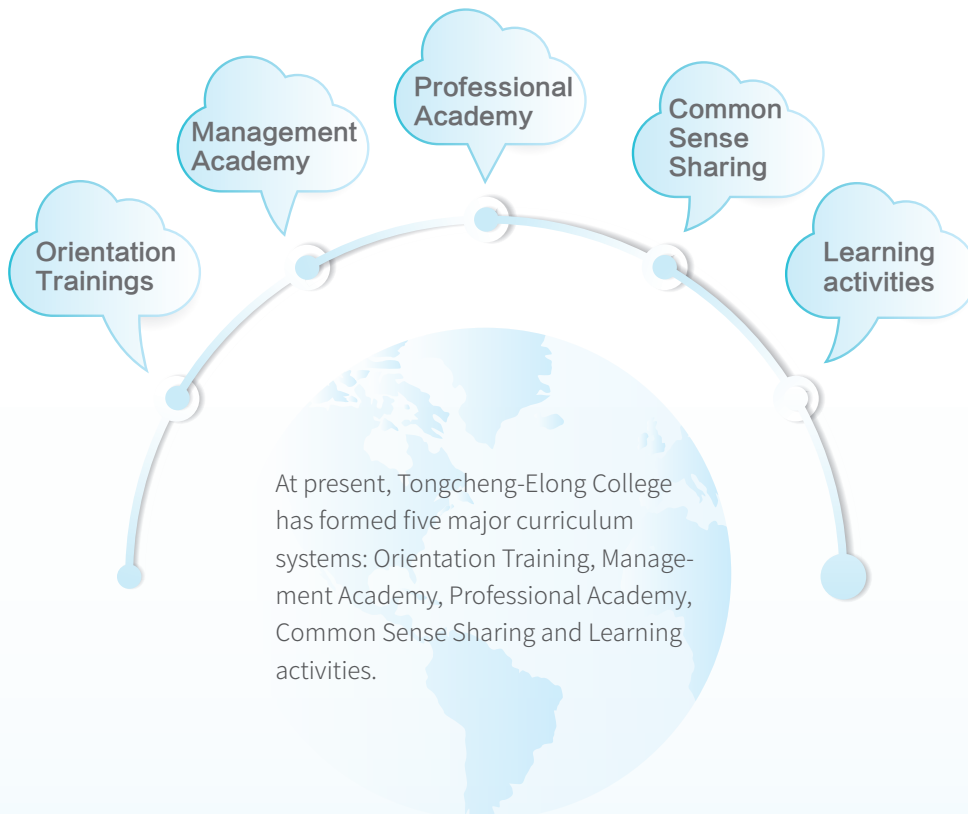 Orientation
Trainings
Management
Academy
Professional
Academy
Common
Sense
Sharing
Learning
activities
At present, Tongcheng-Elong College
has formed five major curriculum
systems: Orientation Training, Manage-
ment Academy, Professional Academy,
Common Sense Sharing and Learning
activities.